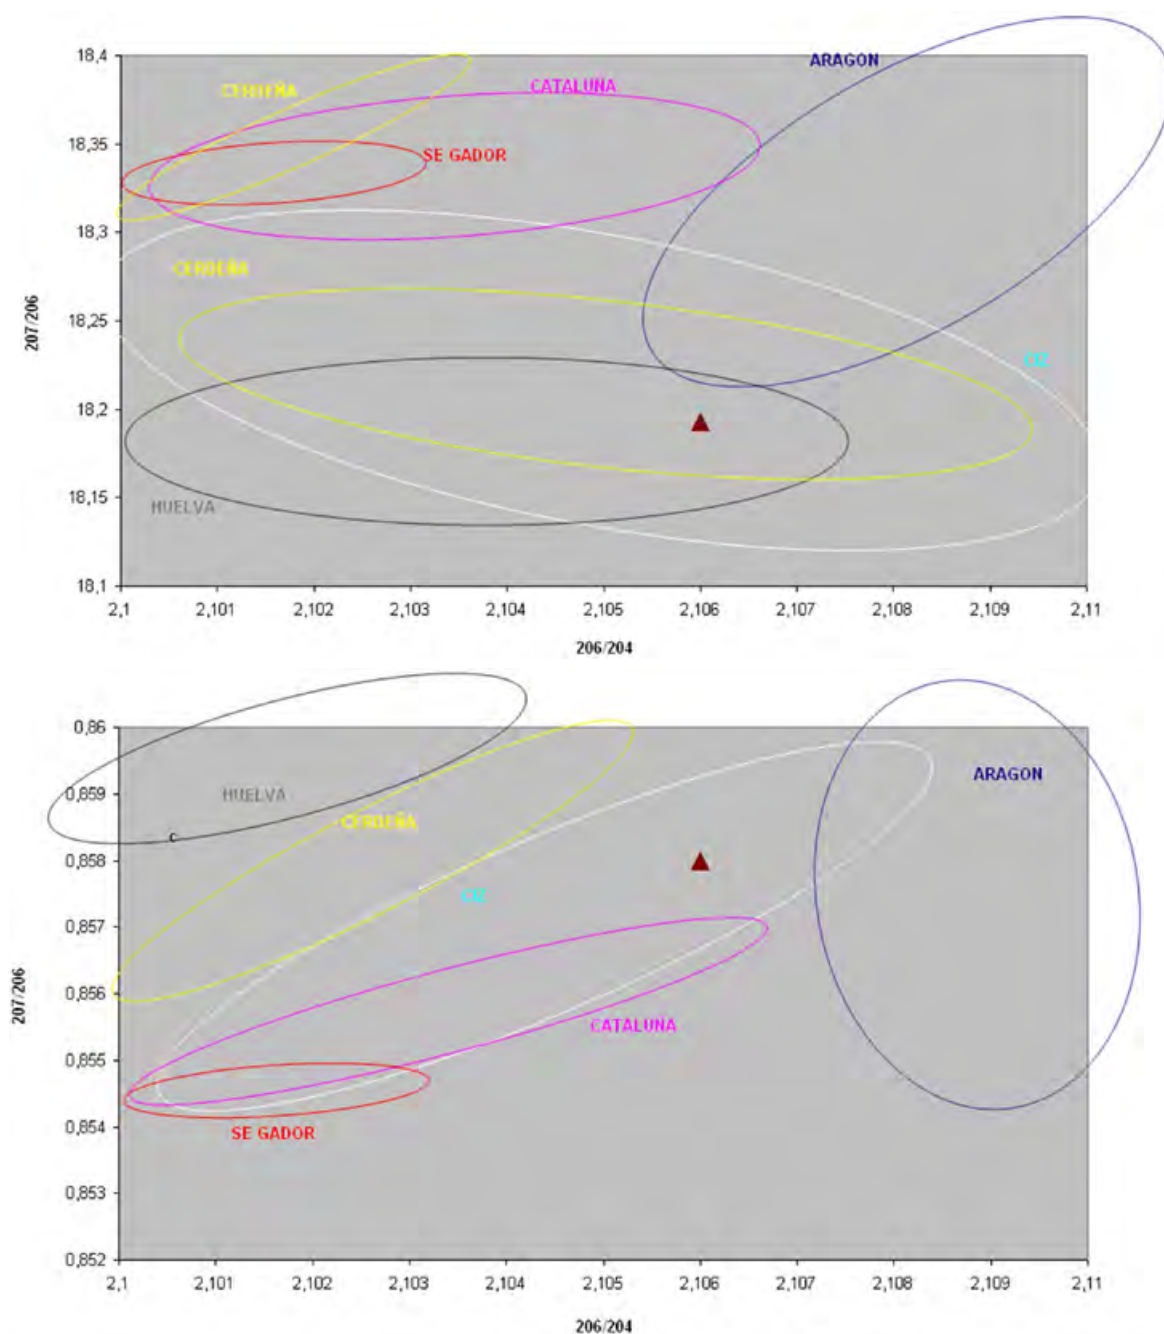 18,4
ARAGON
CERDEÑA
CATALUÑA
18,35
SE GADOR
18,3
CERDEÑA
18,25
207/206
CIZ
18,2
18,15
HUELVA
18,1
2,1 2,101 2,102 2,103 2,104 2,105 2,106 2,107 2,108 2,109 2,11
206/204
0,86
ARAGON
0,859
HUELVA
CERDEÑA
C
0,858
CIZ
0,857
0,856
207/206
CATALUÑA
0,855
SE GADOR
0,854
0,853
0,852
2,1 2,101 2,102 2,103 2,104 2,105 2,106 2,107 2,108 2,109 2,11
206/204